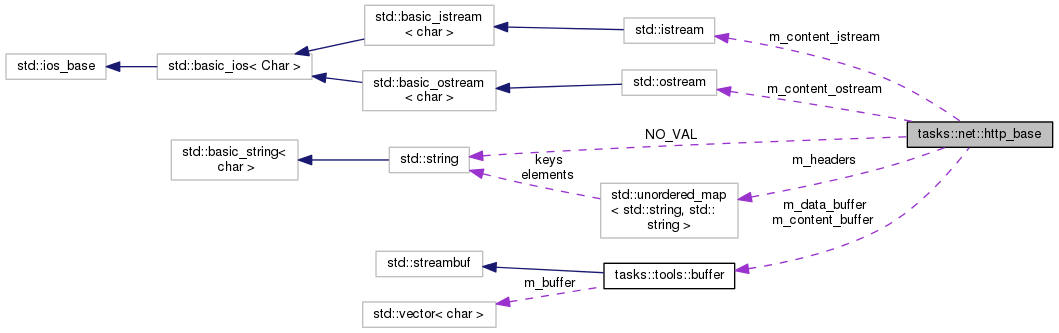 std::basic_istream
< char >
std::istream
m_content_istream
std::ios_base
std::basic_ios< Char >
std::basic_ostream
< char >
std::ostream
m_content_ostream
tasks::net::http_base
NO_VAL
std::basic_string<
char >
std::string
keys
elements
m_headers
std::unordered_map
< std::string, std::
string >
m_data_buffer
m_content_buffer
std::streambuf
tasks::tools::buffer
m_buffer
std::vector< char >